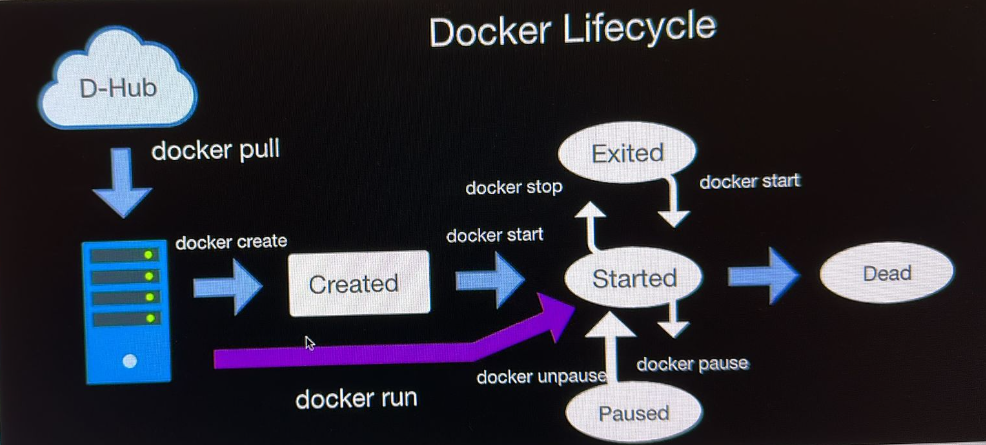 Docker Lifecycle
D-Hub
docker pull
Exited
docker stop
docker start
docker create
docker start
Created
Started
Dead
docker run
docker unpause
docker pause
Paused